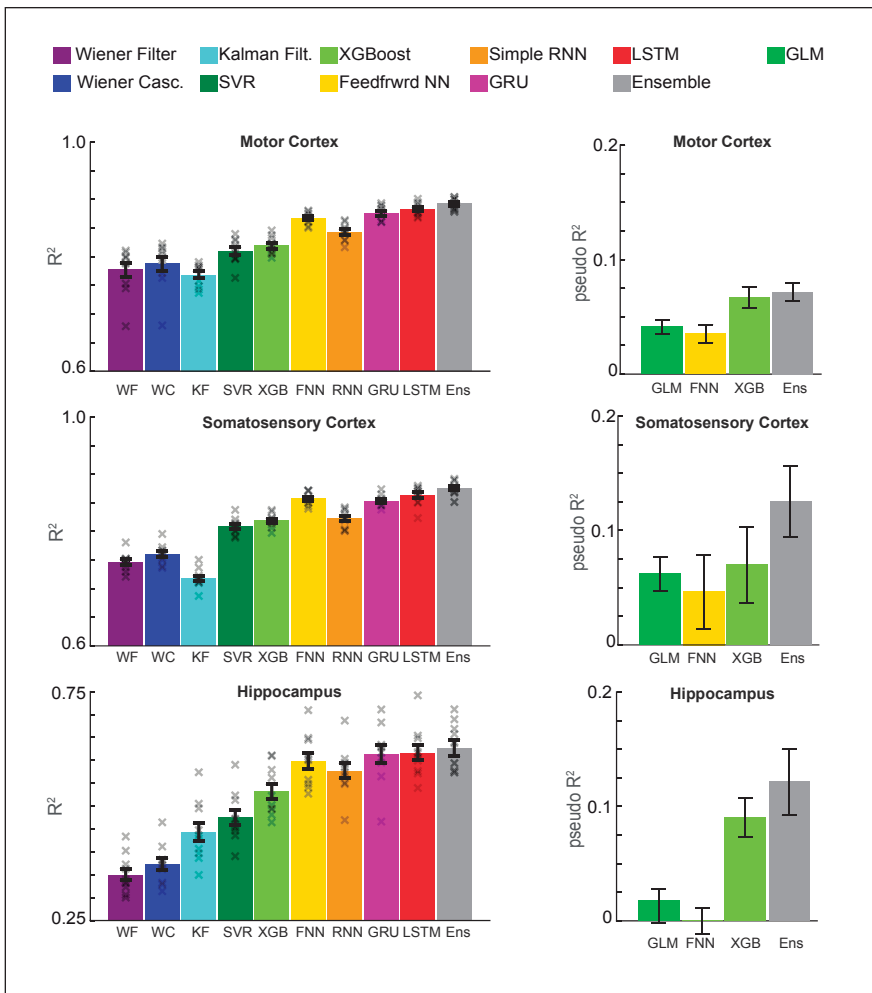 Wiener Filter Kalman Filt. XGBoost Simple RNN LSTM GLM
Wiener Casc. SVR Feedfrwrd NN GRU Ensemble
Motor Cortex
1.0
R²
0.6
WF WC KF SVR XGB FNN RNN GRU LSTM Ens
Motor Cortex
0.2
pseudo R²
0.1
0
GLM FNN XGB Ens
Somatosensory Cortex
1.0
R²
0.6
WF WC KF SVR XGB FNN RNN GRU LSTM Ens
Somatosensory Cortex
0.2
pseudo R²
0.1
0
GLM FNN XGB Ens
Hippocampus
0.75
R²
0.25
WF WC KF SVR XGB FNN RNN GRU LSTM Ens
Hippocampus
0.2
pseudo R²
0.1
0
GLM FNN XGB Ens